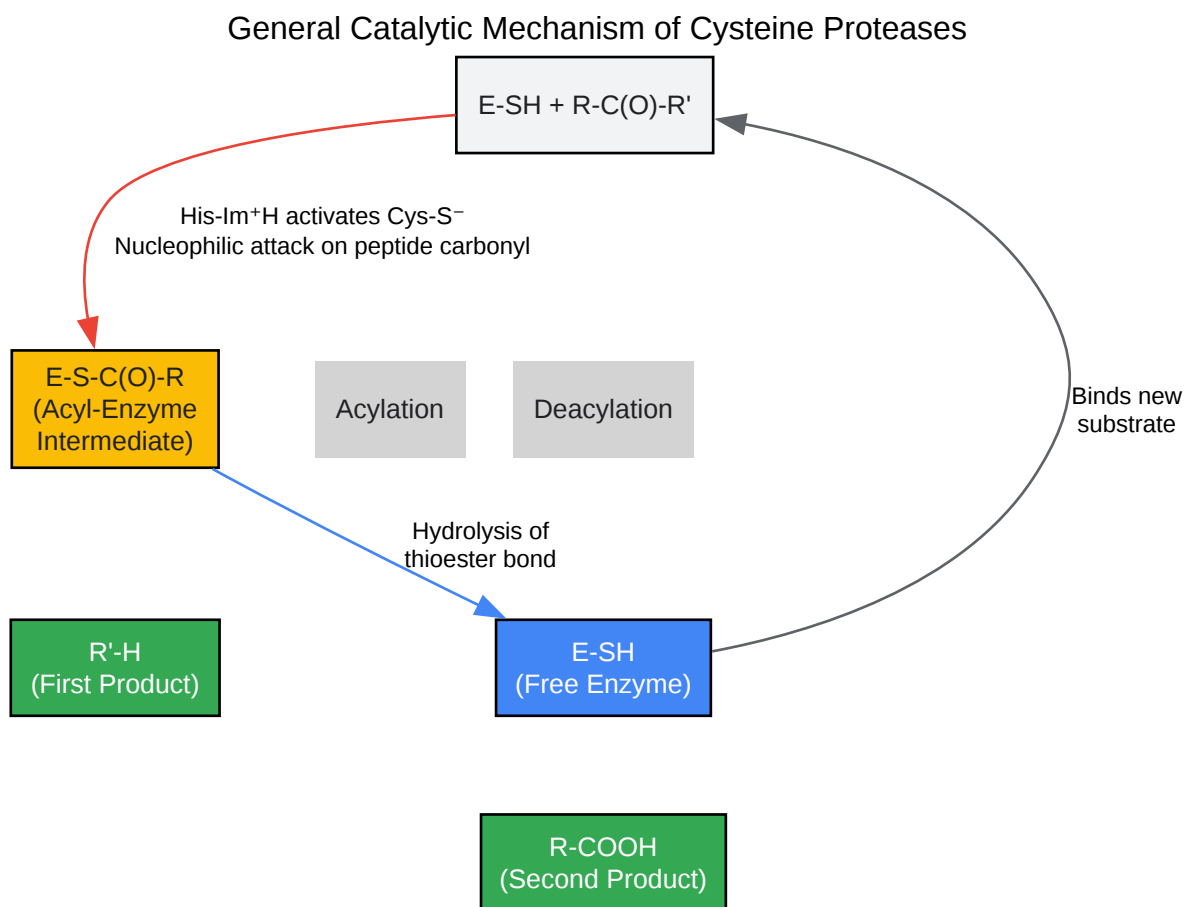 General Catalytic Mechanism of Cysteine Proteases
E-SH + R-C(O)-R'
His-Im⁺H activates Cys-S⁻
Nucleophilic attack on peptide carbonyl
E-S-C(O)-R
(Acyl-Enzyme
Intermediate)
Acylation
Deacylation
Binds new
substrate
Hydrolysis of
thioester bond
R'-H
(First Product)
E-SH
(Free Enzyme)
R-COOH
(Second Product)